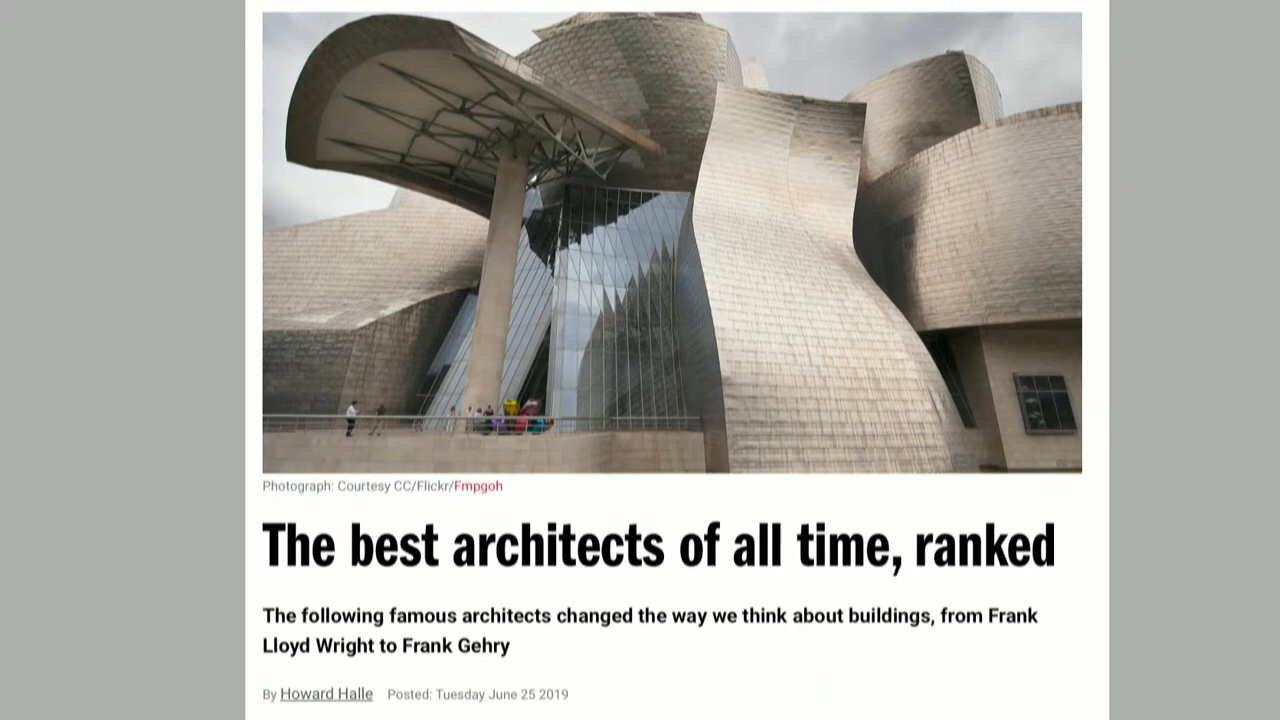 Photograph: Courtesy CC/Flickr/Fmpgoh
The best architects of all time, ranked
The following famous architects changed the way we think about buildings, from Frank
Lloyd Wright to Frank Gehry
By Howard Halle Posted: Tuesday June 25 2019